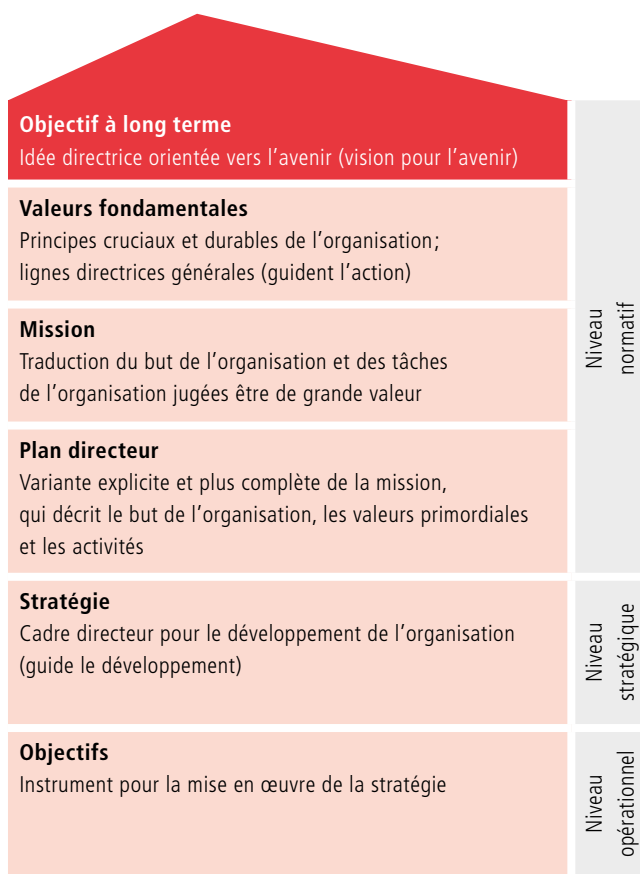 Objectif à long terme
Idée directrice orientée vers l'avenir (vision pour l'avenir)
Valeurs fondamentales
Principes cruciaux et durables de l'organisation;
lignes directrices générales (guident l'action)
Mission
Traduction du but de l'organisation et des tâches
de l'organisation jugées être de grande valeur
Plan directeur
Variante explicite et plus complète de la mission,
qui décrit le but de l'organisation, les valeurs primordiales
et les activités
Niveau
normatif
Stratégie
Cadre directeur pour le développement de l'organisation
(guide le développement)
Niveau
stratégique
Objectifs
Instrument pour la mise en œuvre de la stratégie
Niveau
opérationnel